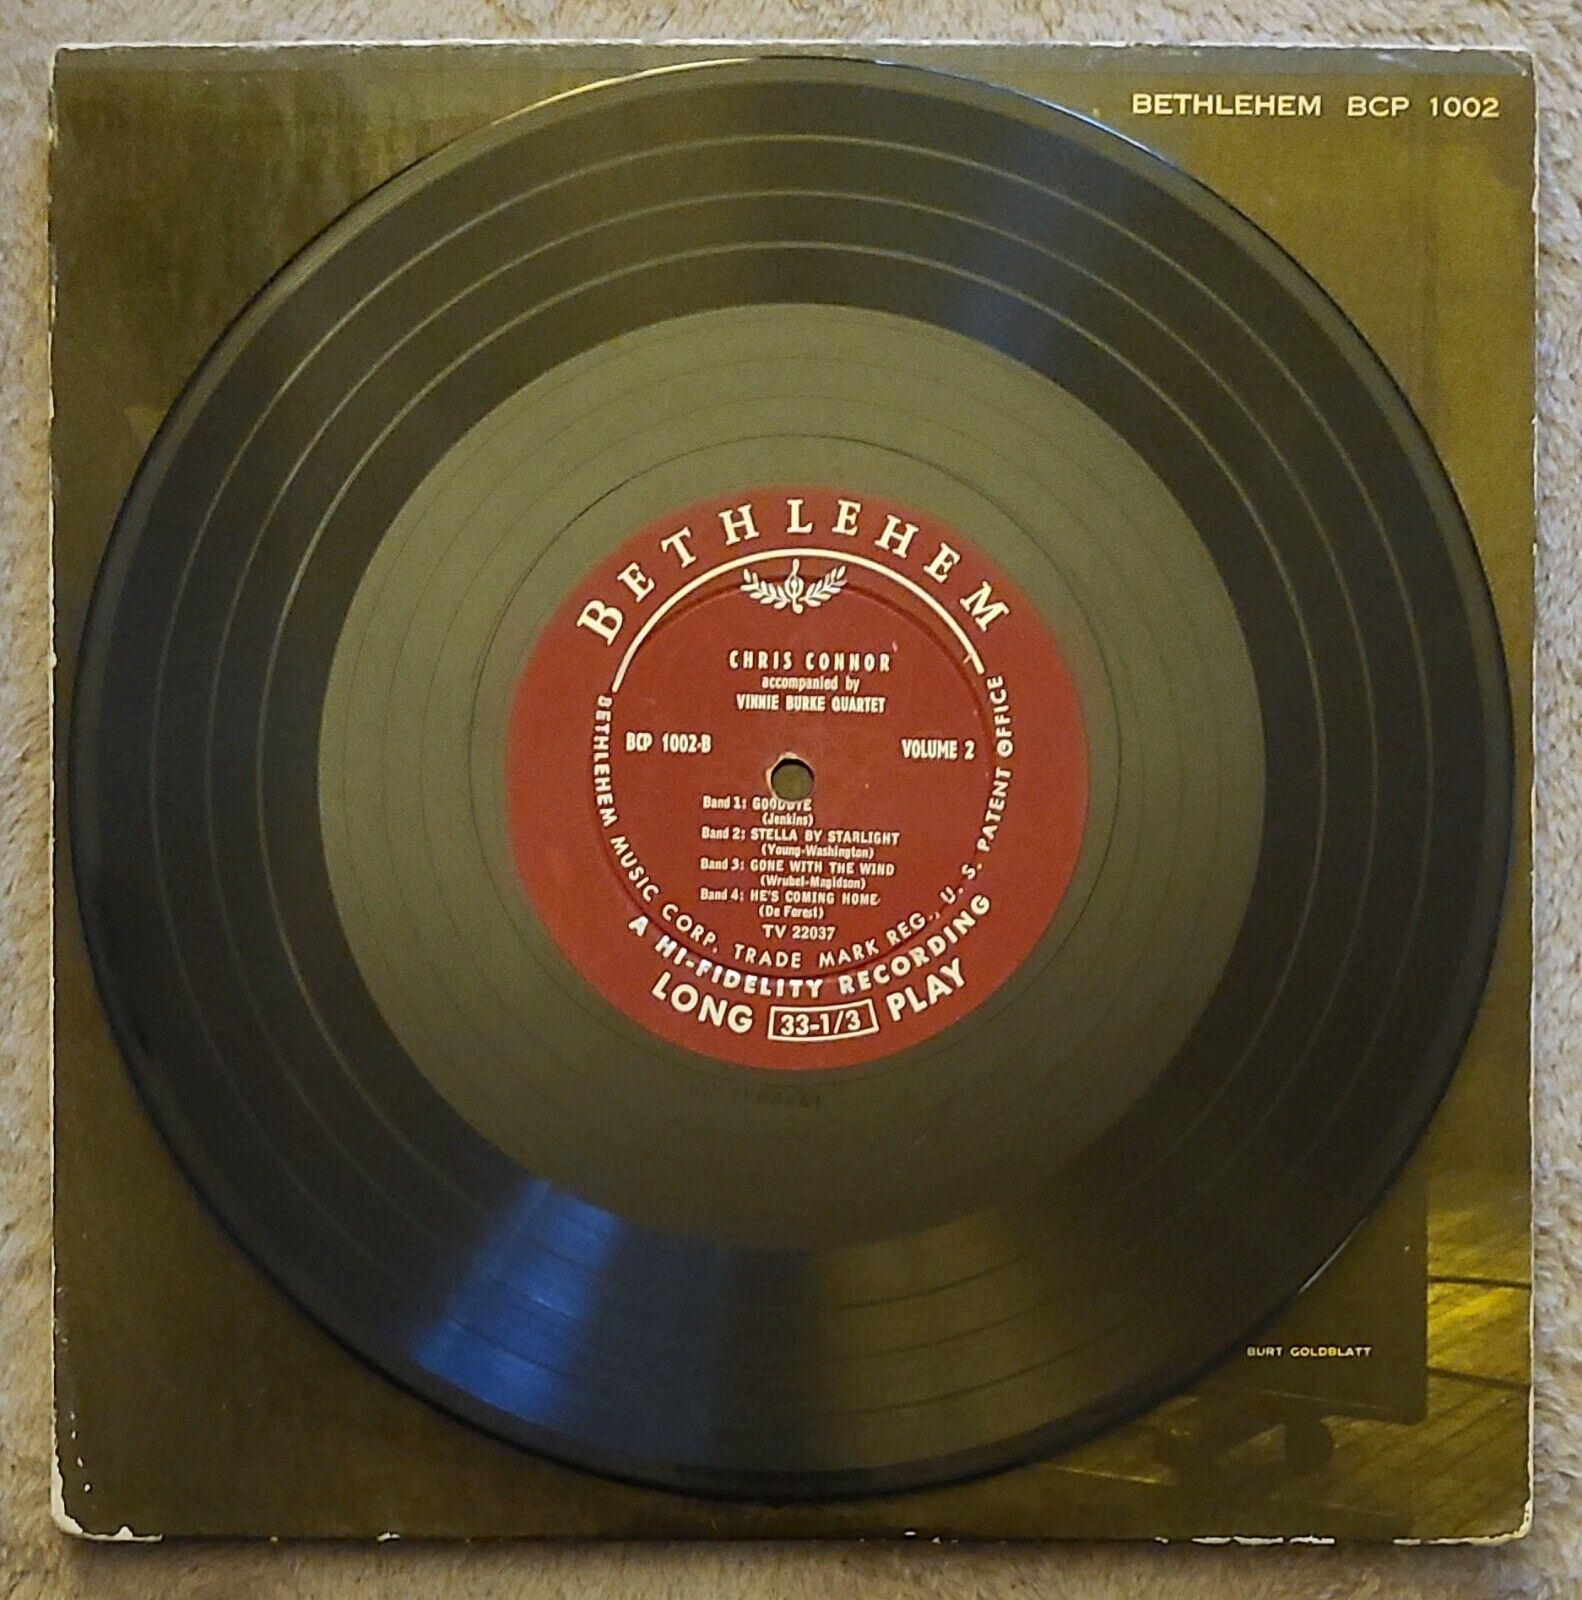 BETHLEHEM BCP 1002
BETHLEHEM
CHRIS CONNOR
accompanied by
VINNIE BURKE QUARTET
BCP 1002-B
VOLUME 2
Band 1: GOODBYE
(Jenkins)
Band 2: STELLA BY STARLIGHT
(Young-Washington)
Band 3: GONE WITH THE WIND
(Wrubel-Magidson)
Band 4: HE'S COMING HOME
(De Forest)
TV 22037
BETHLEHEM MUSIC CORP. TRADE MARK REG., U. S. PATENT OFFICE
A HI-FIDELITY RECORDING
LONG 33-1/3 PLAY
BURT GOLDBLATT